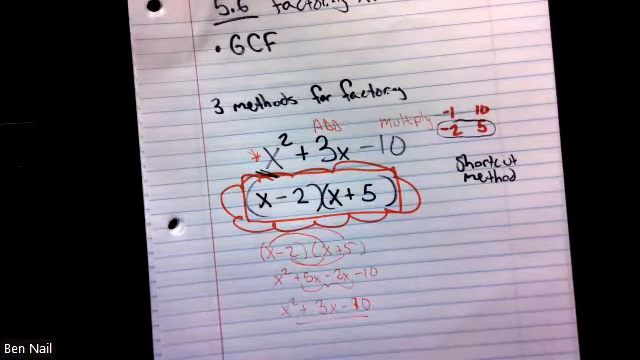 5.6 factoring
• GCF
3 methods for factoring
ADD Multiply
-1 10
-2 5
* x² + 3x - 10
Shortcut
method
(x - 2)(x + 5)
(x-2)(x+5)
x² + 5x - 2x - 10
x² + 3x - 10
Ben Nail